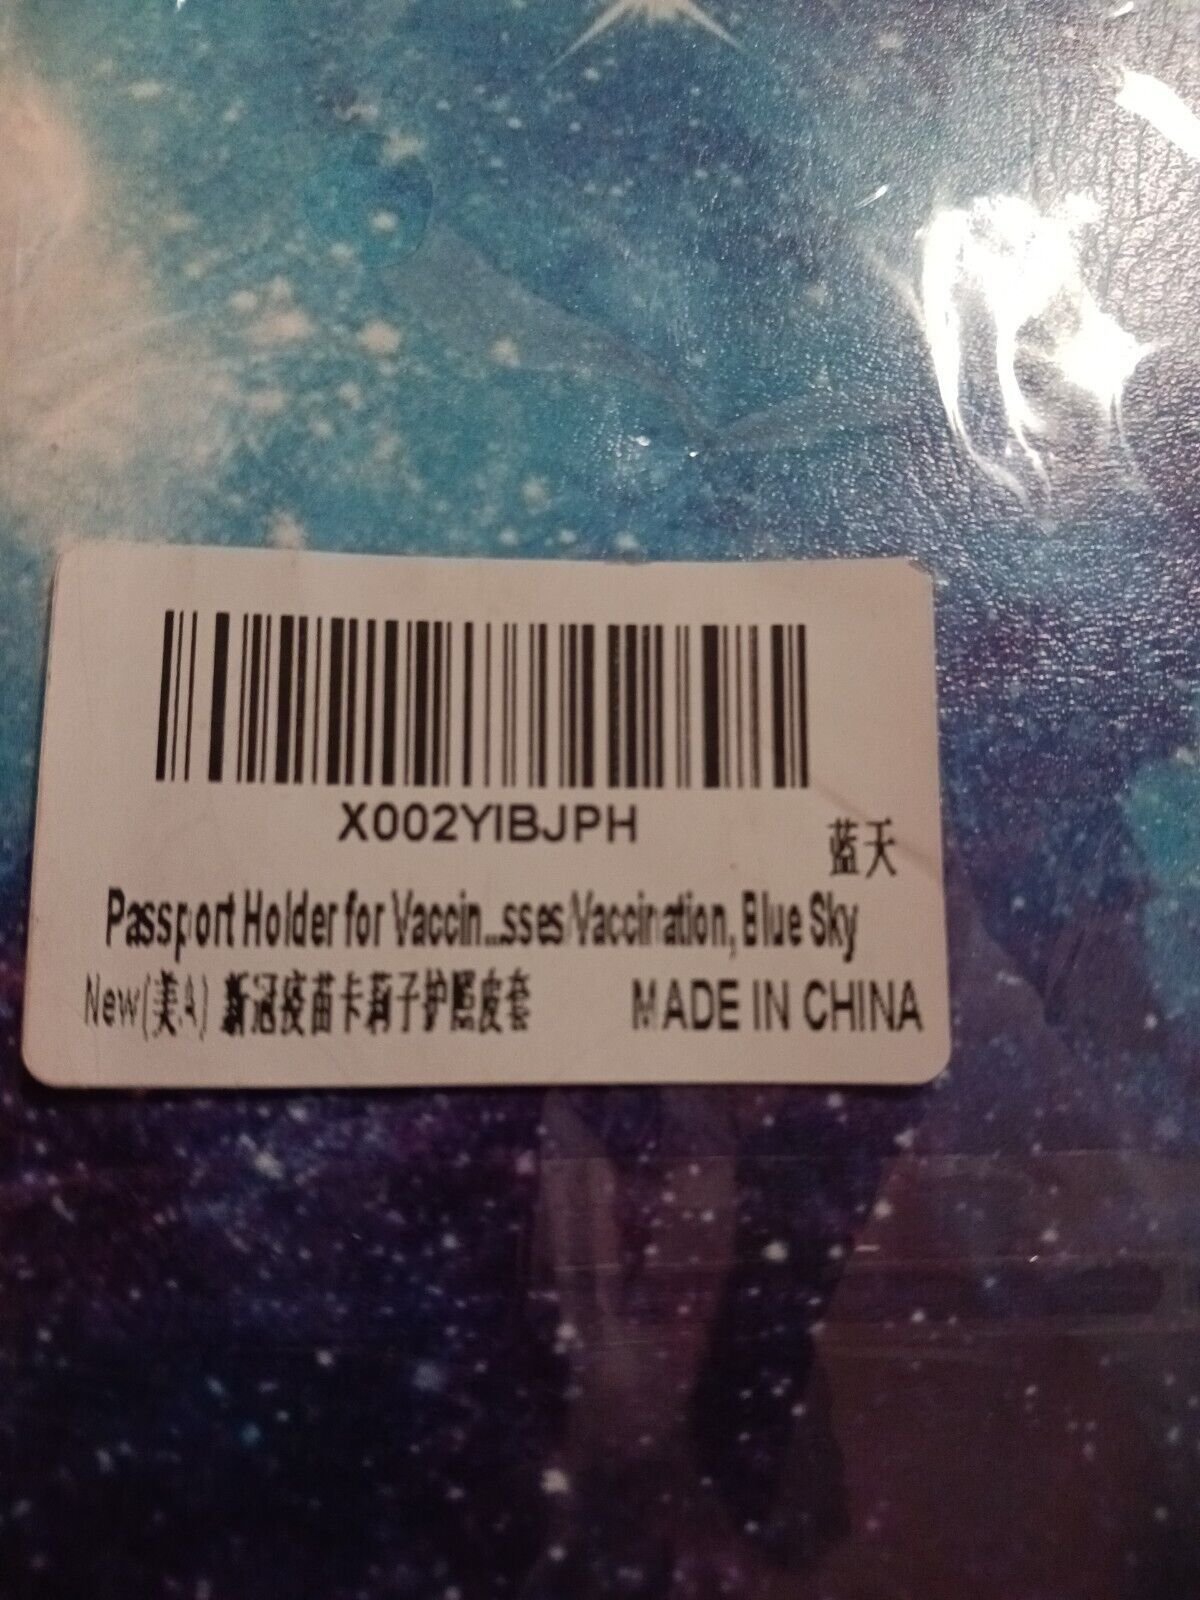 X002YIBJPH
蓝天
Passport Holder for Vaccin...sses/Vaccination, Blue Sky
New(美A) 新冠疫苗卡莉子护照皮套
MADE IN CHINA